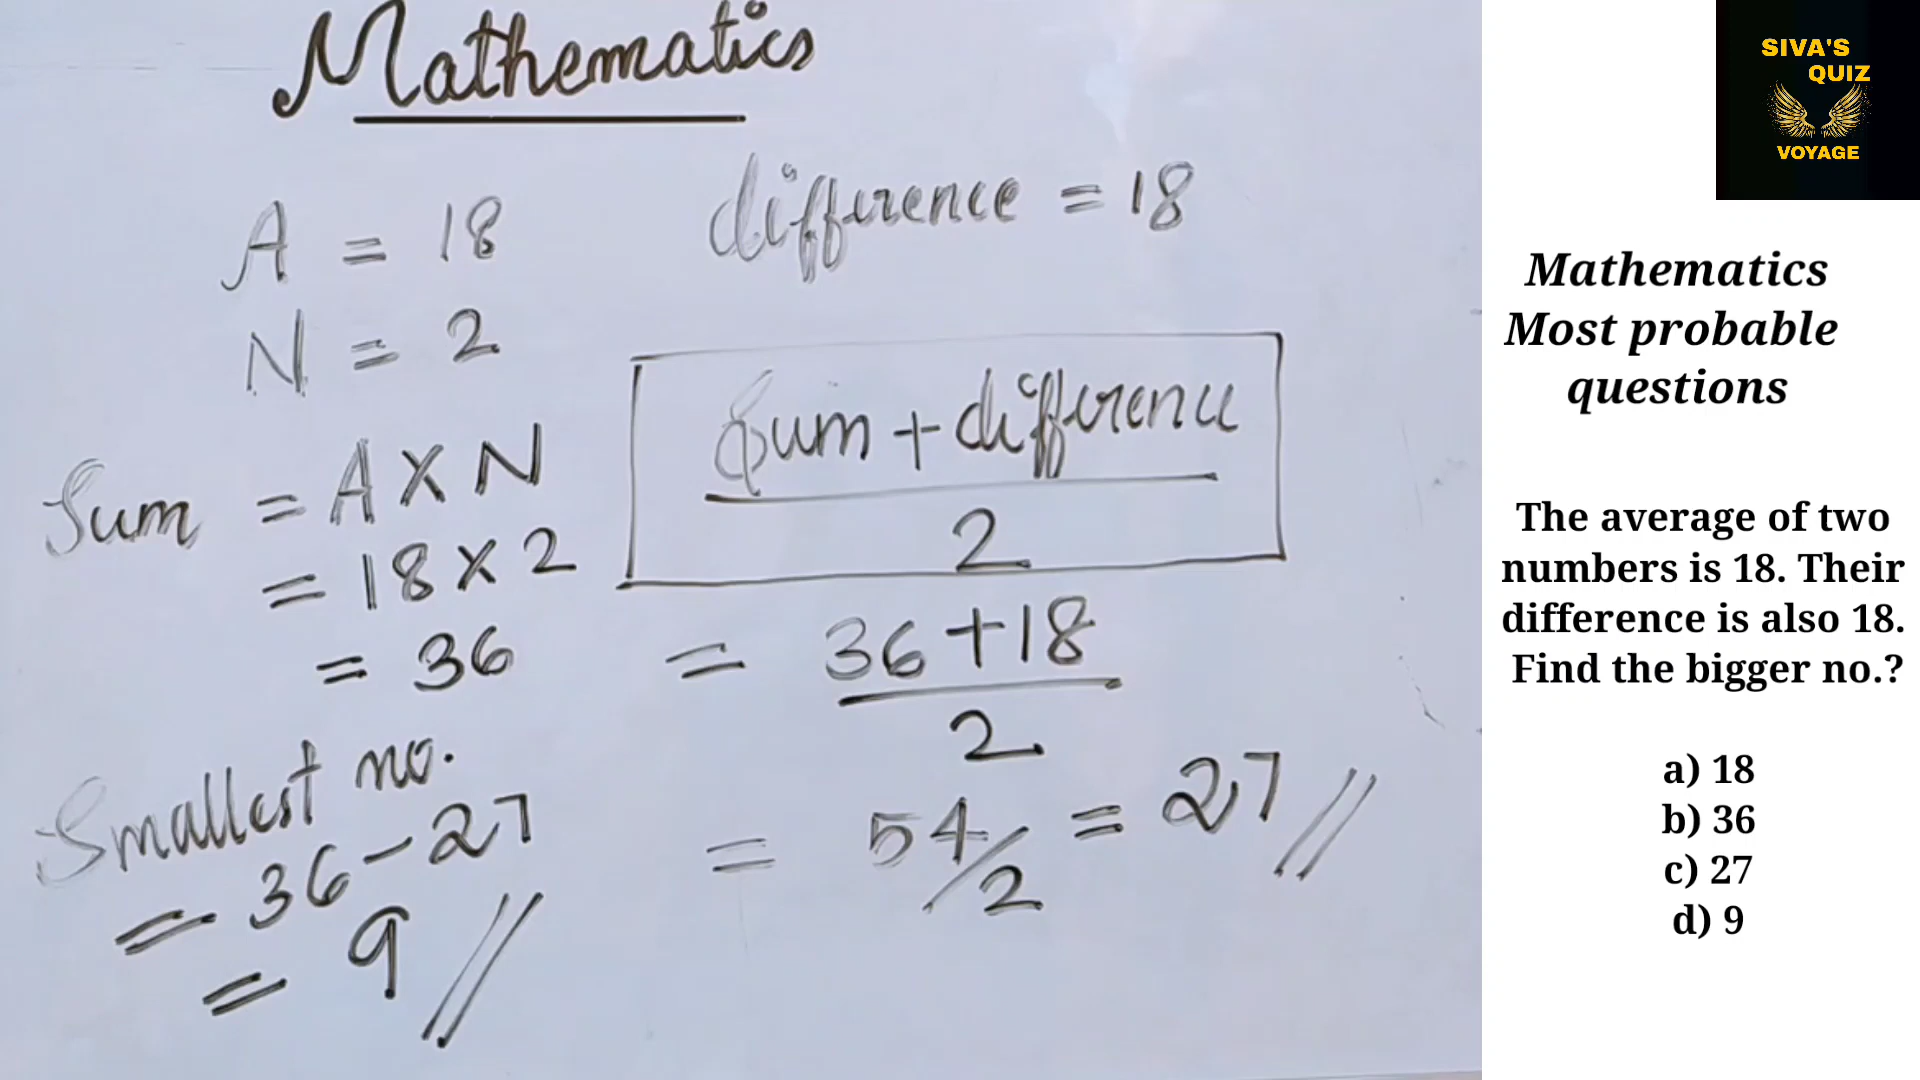 Mathematics
A = 18
N = 2
Sum = A X N
= 18 X 2
= 36
Smallest no.
= 36 - 27
= 9 //
difference = 18
Sum + difference
2
= 36 + 18
2
= 54/2 = 27 //
SIVA'S
QUIZ
VOYAGE
Mathematics
Most probable
questions
The average of two
numbers is 18. Their
difference is also 18.
Find the bigger no.?
a) 18
b) 36
c) 27
d) 9